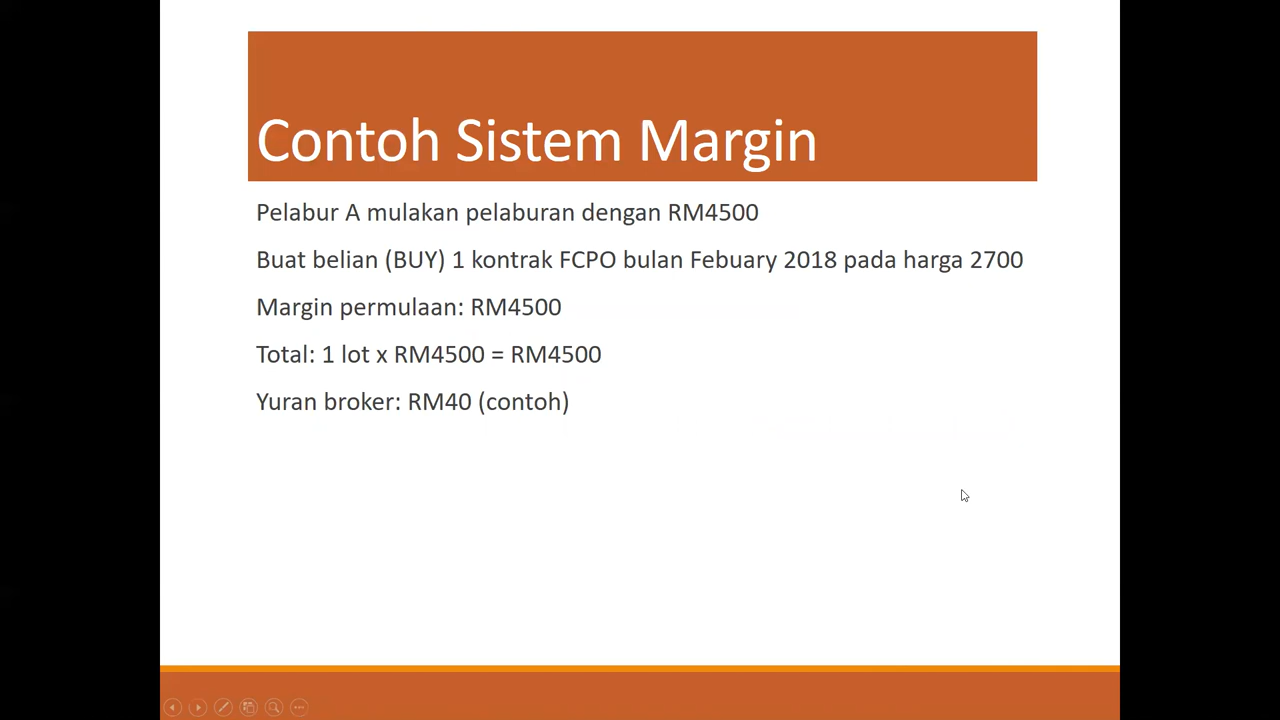 Contoh Sistem Margin
Pelabur A mulakan pelaburan dengan RM4500
Buat belian (BUY) 1 kontrak FCPO bulan Febuary 2018 pada harga 2700
Margin permulaan: RM4500
Total: 1 lot x RM4500 = RM4500
Yuran broker: RM40 (contoh)